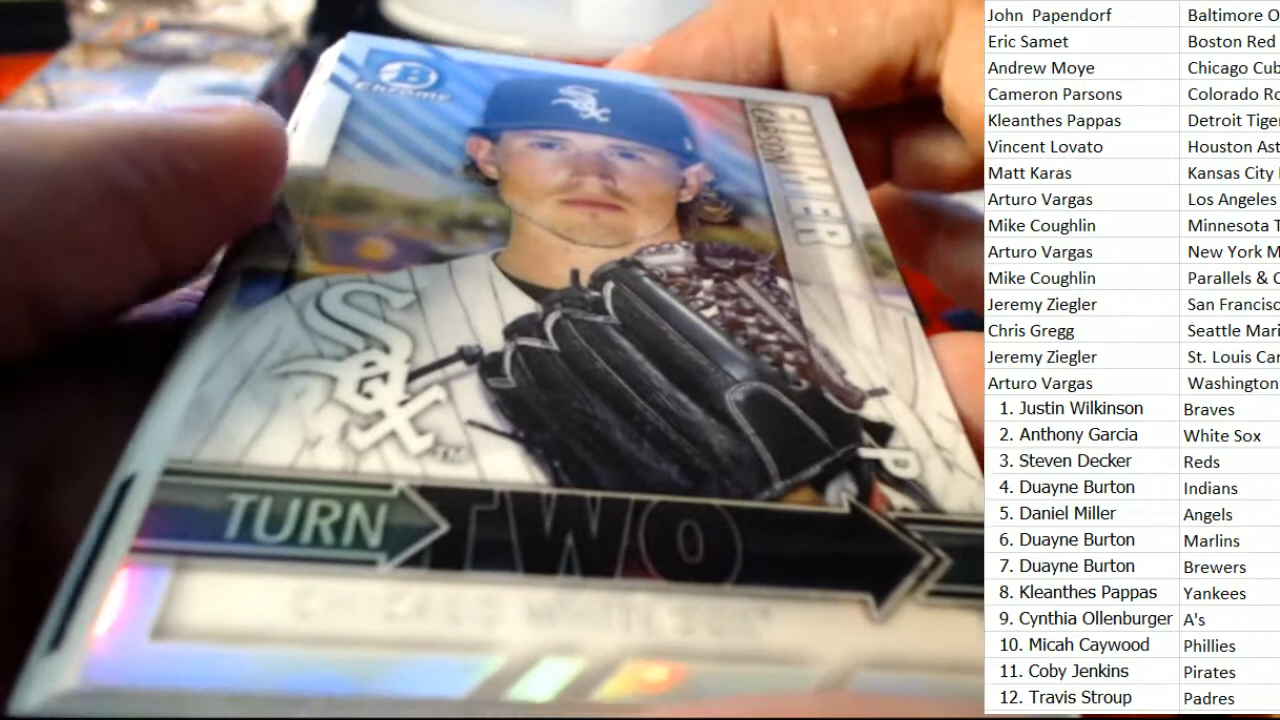 B
Chrome
Sox
CARSON
FULMER
Sox
TM
P
TURN TWO
John Papendorf Baltimore O
Eric Samet Boston Red
Andrew Moye Chicago Cub
Cameron Parsons Colorado Ro
Kleanthes Pappas Detroit Tiger
Vincent Lovato Houston Ast
Matt Karas Kansas City
Arturo Vargas Los Angeles
Mike Coughlin Minnesota T
Arturo Vargas New York M
Mike Coughlin Parallels & C
Jeremy Ziegler San Francisc
Chris Gregg Seattle Mari
Jeremy Ziegler St. Louis Car
Arturo Vargas Washington
1. Justin Wilkinson Braves
2. Anthony Garcia White Sox
3. Steven Decker Reds
4. Duayne Burton Indians
5. Daniel Miller Angels
6. Duayne Burton Marlins
7. Duayne Burton Brewers
8. Kleanthes Pappas Yankees
9. Cynthia Ollenburger A's
10. Micah Caywood Phillies
11. Coby Jenkins Pirates
12. Travis Stroup Padres